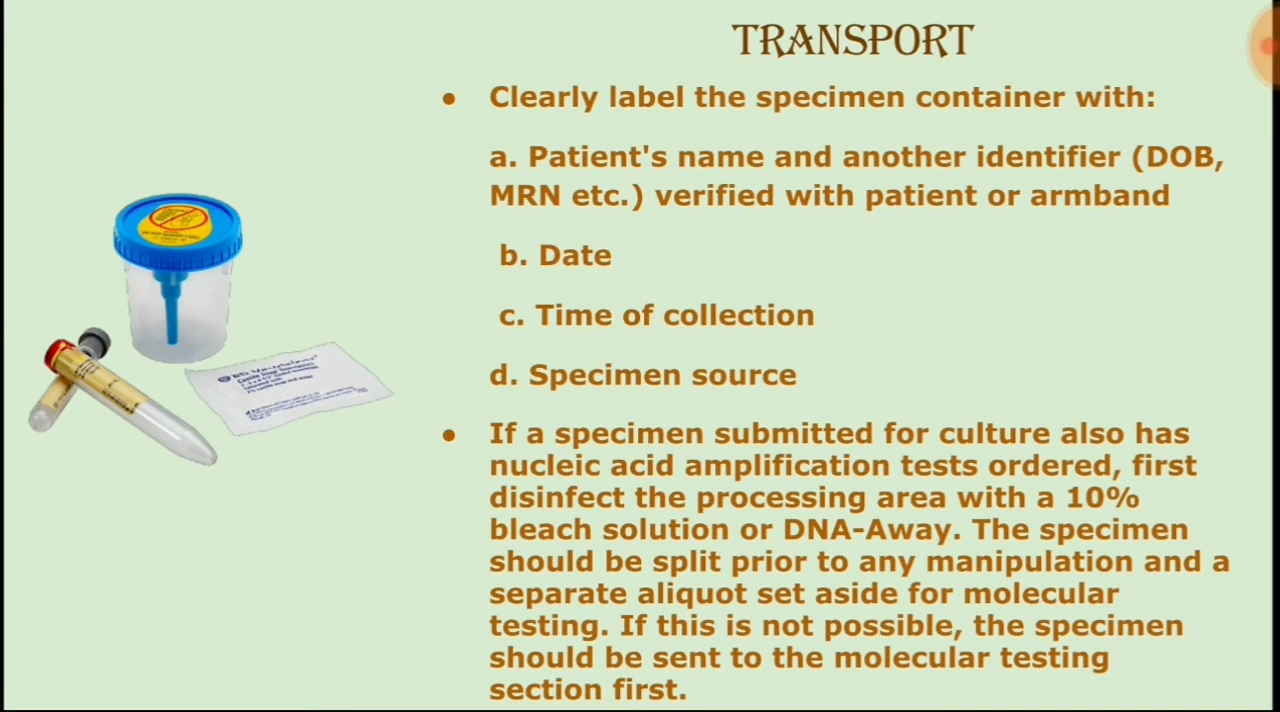 TRANSPORT
● Clearly label the specimen container with:
a. Patient's name and another identifier (DOB,
MRN etc.) verified with patient or armband
b. Date
c. Time of collection
d. Specimen source
● If a specimen submitted for culture also has
nucleic acid amplification tests ordered, first
disinfect the processing area with a 10%
bleach solution or DNA-Away. The specimen
should be split prior to any manipulation and a
separate aliquot set aside for molecular
testing. If this is not possible, the specimen
should be sent to the molecular testing
section first.
BD
Castile Soap